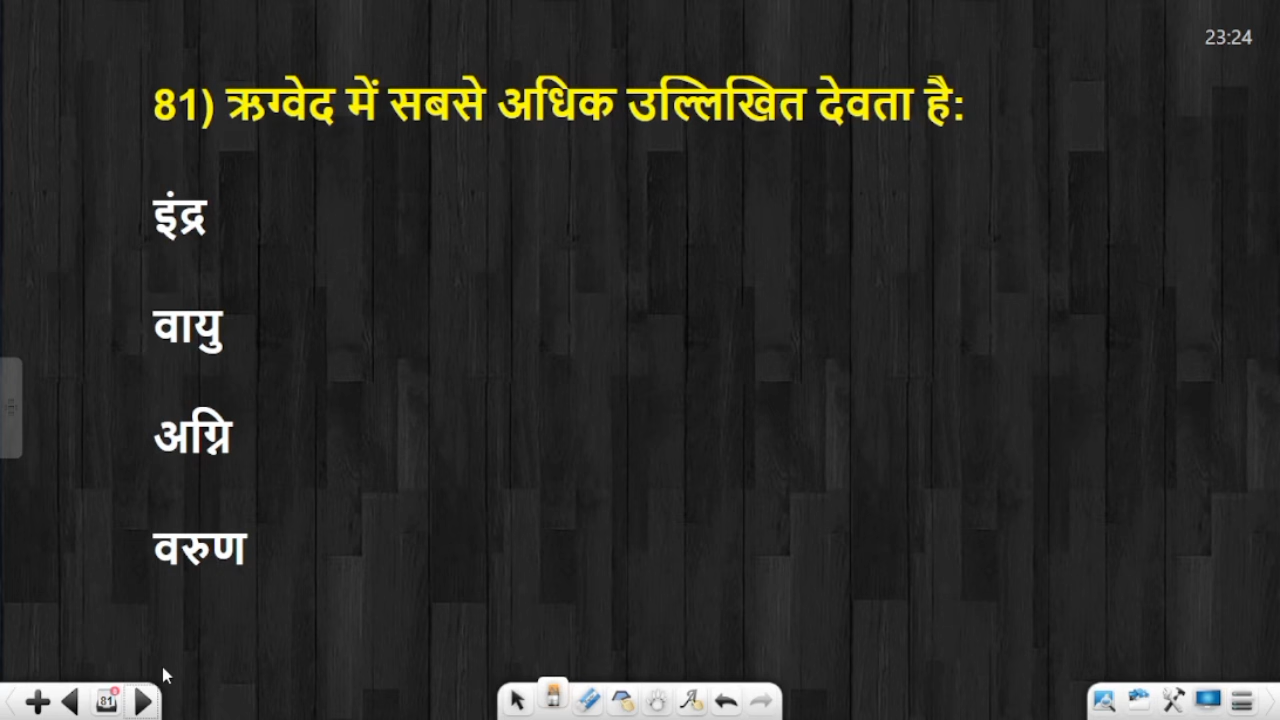 23:24
81) ऋग्वेद में सबसे अधिक उल्लिखित देवता है:
इंद्र
वायु
अग्नि
वरुण
81